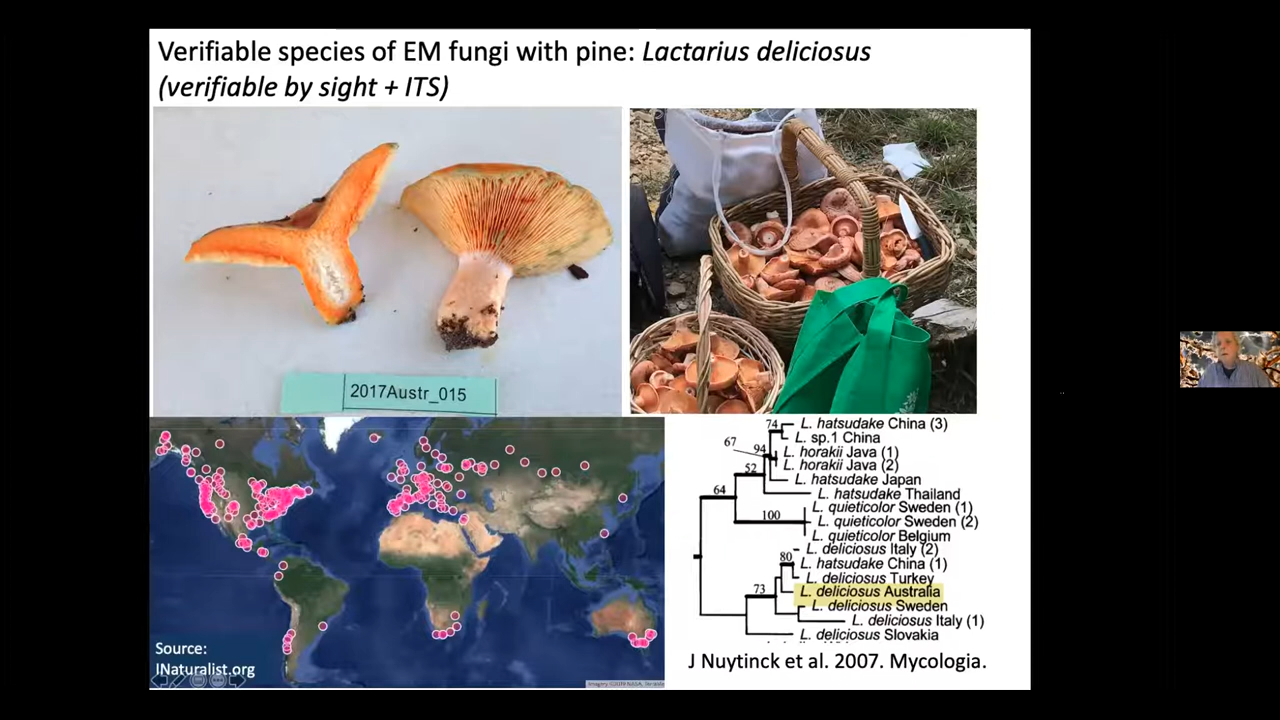 Verifiable species of EM fungi with pine: Lactarius deliciosus
(verifiable by sight + ITS)
2017Austr_015
Source:
INaturalist.org
74
L. hatsudake China (3)
L. sp.1 China
67
94
L. horakii Java (1)
L. horakii Java (2)
52
L. hatsudake Japan
64
L. hatsudake Thailand
L. quieticolor Sweden (1)
100
L. quieticolor Sweden (2)
L. quieticolor Belgium
L. deliciosus Italy (2)
80
L. hatsudake China (1)
L. deliciosus Turkey
73
L. deliciosus Australia
L. deliciosus Sweden
L. deliciosus Italy (1)
L. deliciosus Slovakia
J Nuytinck et al. 2007. Mycologia.